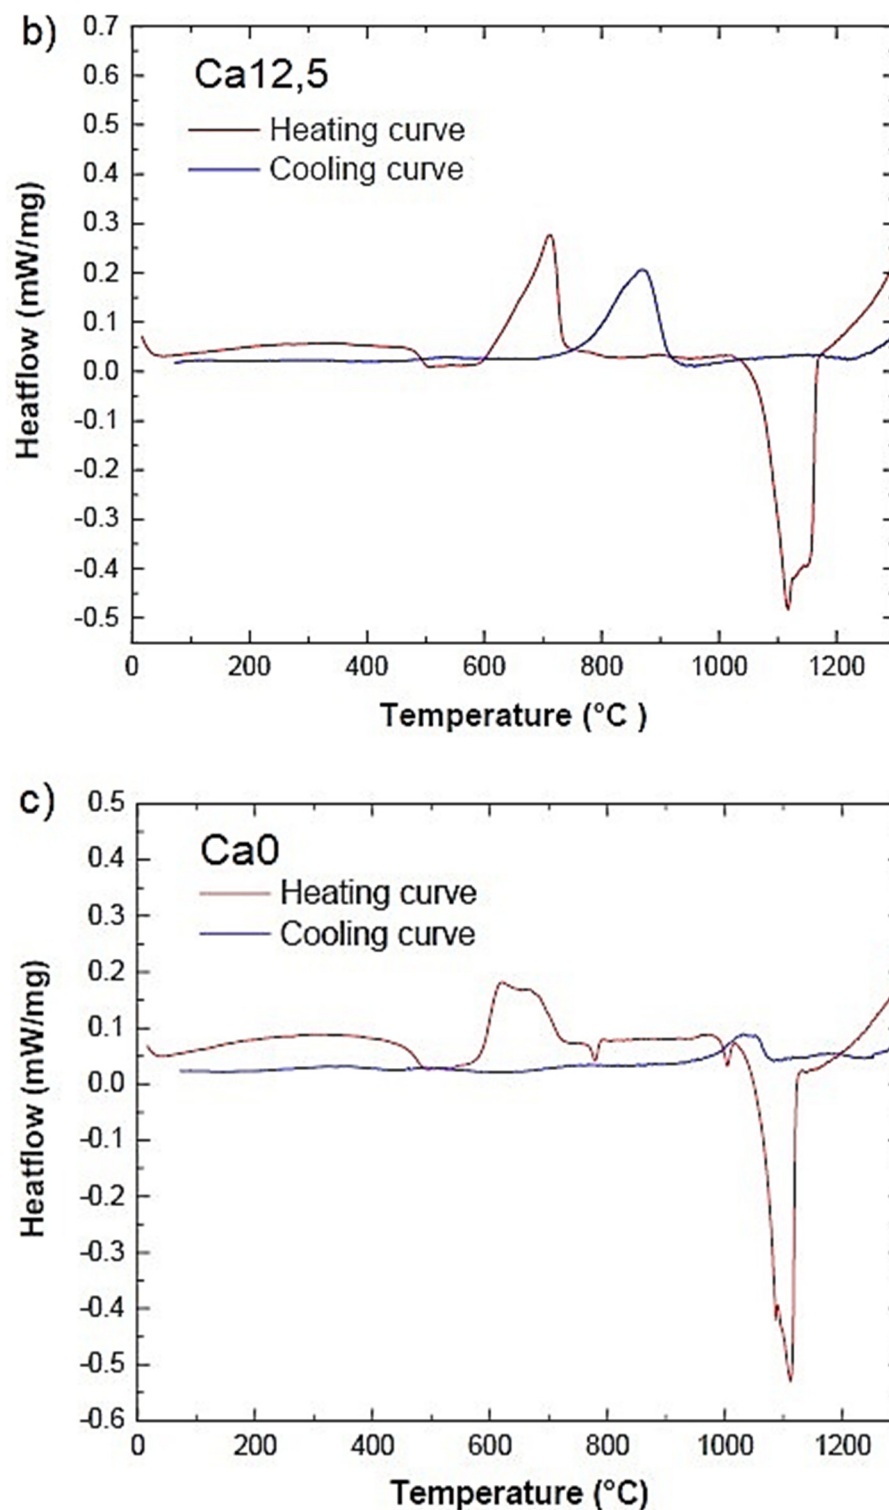 b)
Ca12,5
Heating curve
Cooling curve
Heatflow (mW/mg)
0.7
0.6
0.5
0.4
0.3
0.2
0.1
0.0
-0.1
-0.2
-0.3
-0.4
-0.5
0 200 400 600 800 1000 1200
Temperature (°C )
c)
Ca0
Heating curve
Cooling curve
Heatflow (mW/mg)
0.5
0.4
0.3
0.2
0.1
0.0
-0.1
-0.2
-0.3
-0.4
-0.5
-0.6
0 200 400 600 800 1000 1200
Temperature (°C)